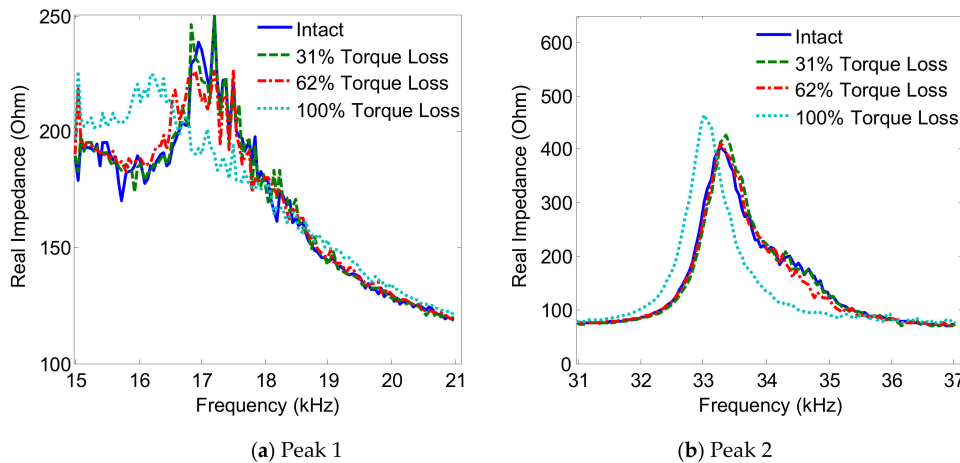 250
200
150
100
Real Impedance (Ohm)
Intact
31% Torque Loss
62% Torque Loss
100% Torque Loss
15 16 17 18 19 20 21
Frequency (kHz)
(a) Peak 1
600
500
400
300
200
100
0
Real Impedance (Ohm)
Intact
31% Torque Loss
62% Torque Loss
100% Torque Loss
31 32 33 34 35 36 37
Frequency (kHz)
(b) Peak 2